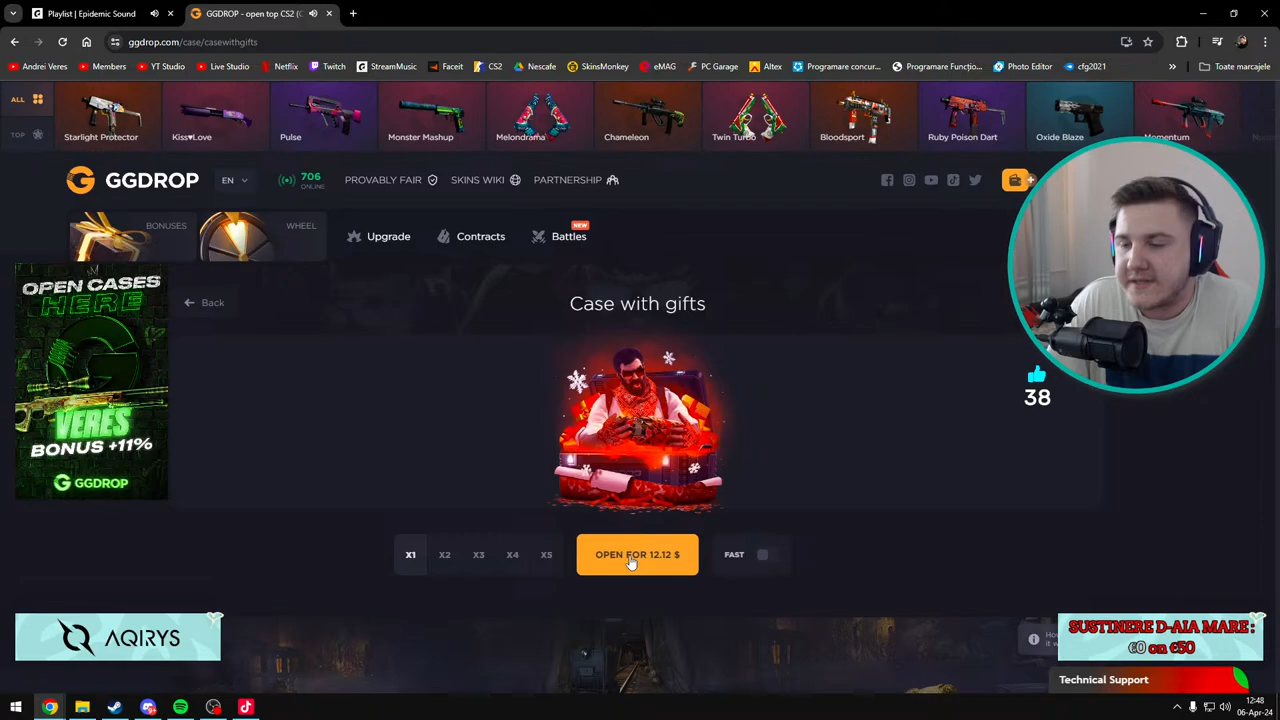 Playlist | Epidemic Sound
GGDROP - open top CS2 (C
ggdrop.com/case/casewithgifts
Andrei Veres
Members
YT Studio
Live Studio
Netflix
Twitch
StreamMusic
Faceit
CS2
Nescafe
SkinsMonkey
eMAG
PC Garage
Altex
Programare concur...
Programare Funcțio...
Photo Editor
cfg2021
Toate marcajele
ALL
TOP
Starlight Protector
Kiss♥Love
Pulse
Monster Mashup
Melondrama
Chameleon
Twin Turbo
Bloodsport
Ruby Poison Dart
Oxide Blaze
Momentum
GGDROP
EN
706
ONLINE
PROVABLY FAIR
SKINS WIKI
PARTNERSHIP
BONUSES
WHEEL
Upgrade
Contracts
Battles
NEW
OPEN CASES
HERE
VERES
BONUS +11%
GGDROP
Back
Case with gifts
38
X1
X2
X3
X4
X5
OPEN FOR 12.12 $
FAST
AQIRYS
SUSTINERE D-AIA MARE :
€0 on €50
Technical Support
12:48
06-Apr-24